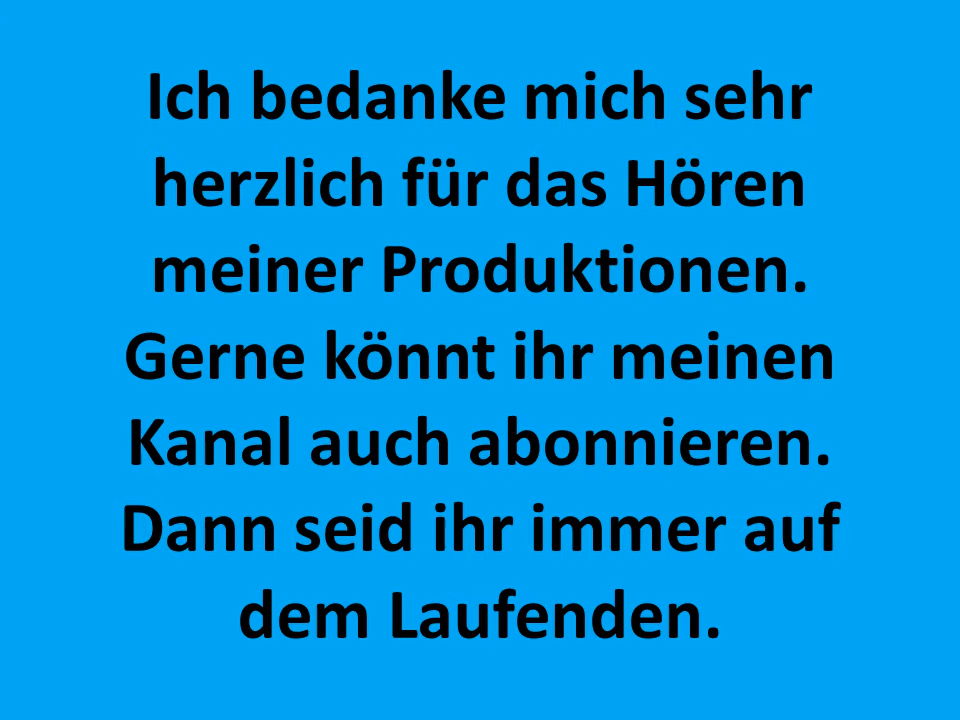 Ich bedanke mich sehr
herzlich für das Hören
meiner Produktionen.
Gerne könnt ihr meinen
Kanal auch abonnieren.
Dann seid ihr immer auf
dem Laufenden.